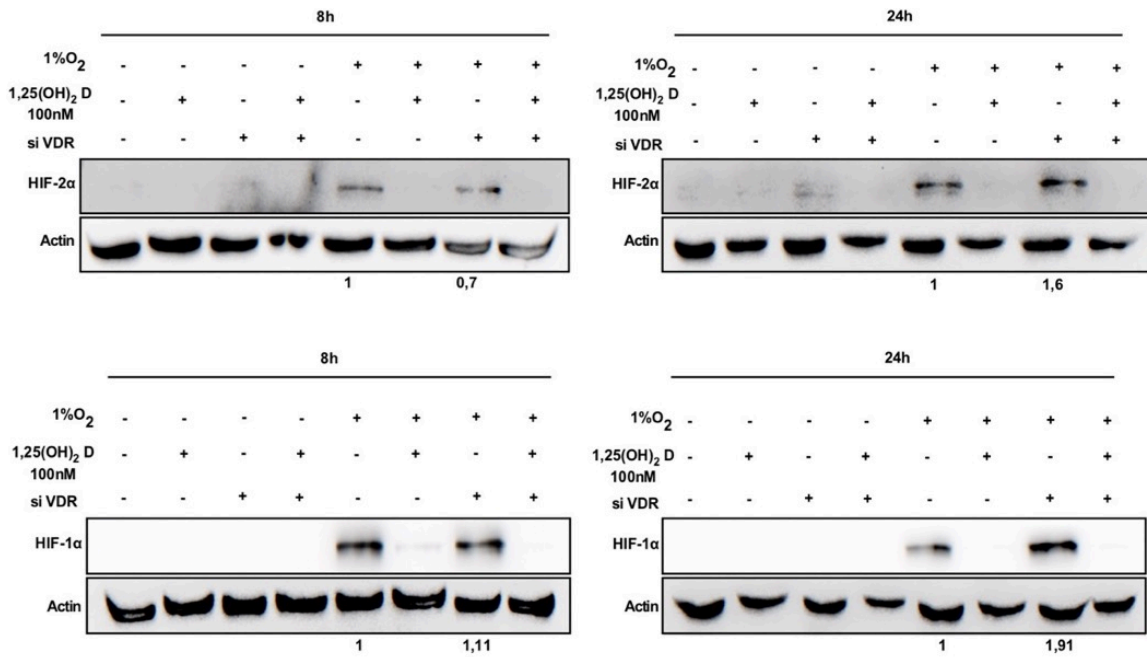 8h
1%O2 - - - - + + + +
1,25(OH)2 D - + - + - + - +
100nM
si VDR - - + + - - + +
HIF-2α
Actin
1 0,7
24h
1%O2 - - - - + + + +
1,25(OH)2 D - + - + - + - +
100nM
si VDR - - + + - - + +
HIF-2α
Actin
1 1,6
8h
1%O2 - - - - + + + +
1,25(OH)2 D - + - + - + - +
100nM
si VDR - - + + - - + +
HIF-1α
Actin
1 1,11
24h
1%O2 - - - - + + + +
1,25(OH)2 D - + - + - + - +
100nM
si VDR - - + + - - + +
HIF-1α
Actin
1 1,91